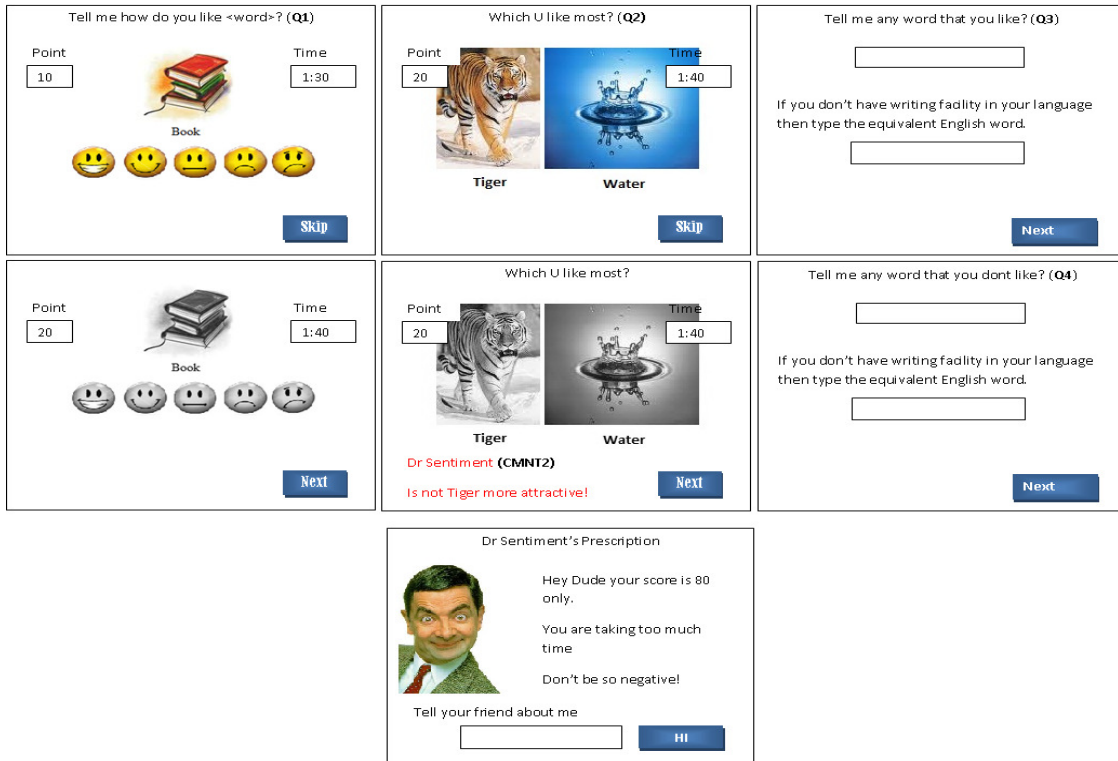 Tell me how do you like <word>? (Q1)
Point
Time
10
1:30
Book
Skip
Which U like most? (Q2)
Point
Time
20
1:40
Tiger
Water
Skip
Tell me any word that you like? (Q3)
If you don't have writing facility in your language
then type the equivalent English word.
Next
Point
Time
20
1:40
Book
Next
Which U like most?
Point
Time
20
1:40
Tiger
Water
Dr Sentiment (CMNT2)
Is not Tiger more attractive!
Next
Tell me any word that you dont like? (Q4)
If you don't have writing facility in your language
then type the equivalent English word.
Next
Dr Sentiment's Prescription
Hey Dude your score is 80
only.
You are taking too much
time
Don't be so negative!
Tell your friend about me
HI